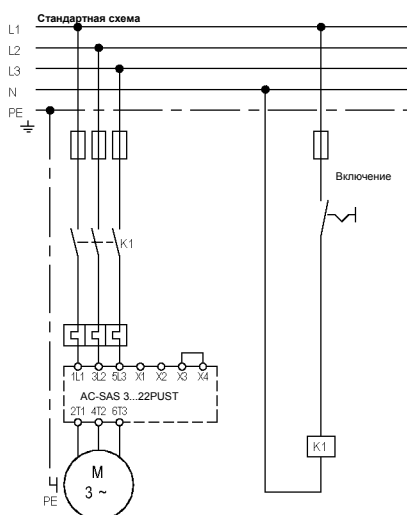 Стандартная схема
L1
L2
L3
N
PE
Включение
K1
1L1 3L2 5L3 X1 X2 X3 X4
AC-SAS 3...22PUST
2T1 4T2 6T3
K1
M
3 ~
PE